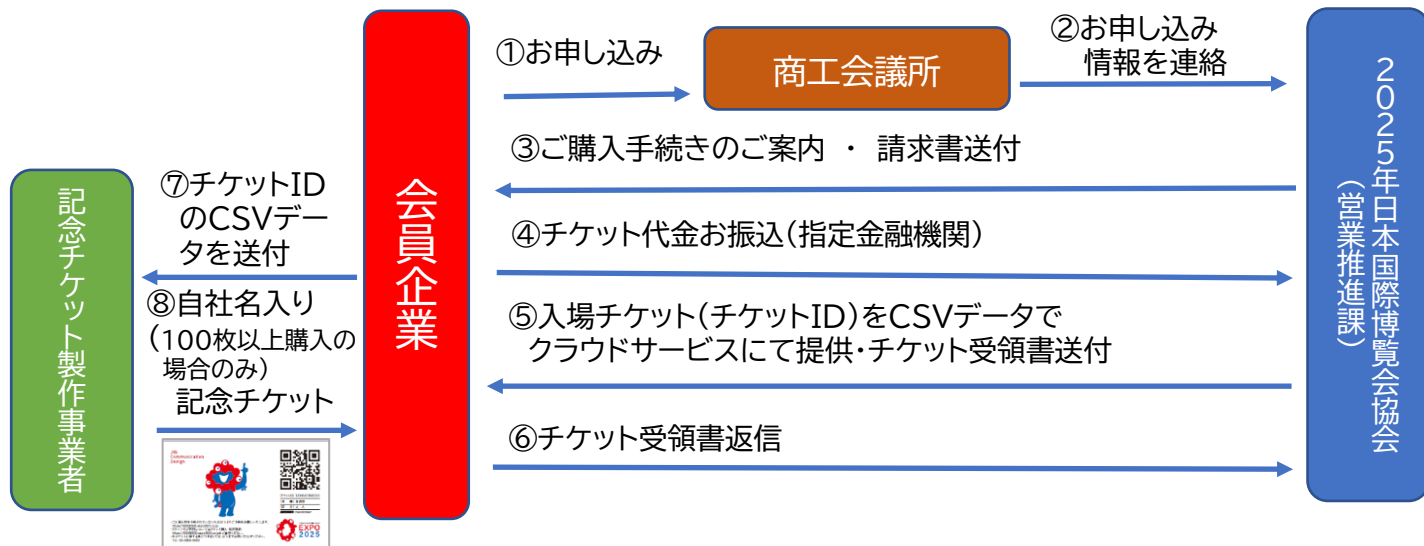 ①お申し込み
商工会議所
②お申し込み
情報を連絡
2025年日本国際博覧会協会
(営業推進課)
③ご購入手続きのご案内 ・ 請求書送付
会員企業
④チケット代金お振込(指定金融機関)
⑤入場チケット(チケットID)をCSVデータで
クラウドサービスにて提供・チケット受領書送付
⑥チケット受領書返信
⑦チケットID
のCSVデー
タを送付
記念チケット製作事業者
⑧自社名入り
(100枚以上購入の
場合のみ)
記念チケット
EXPO
2025